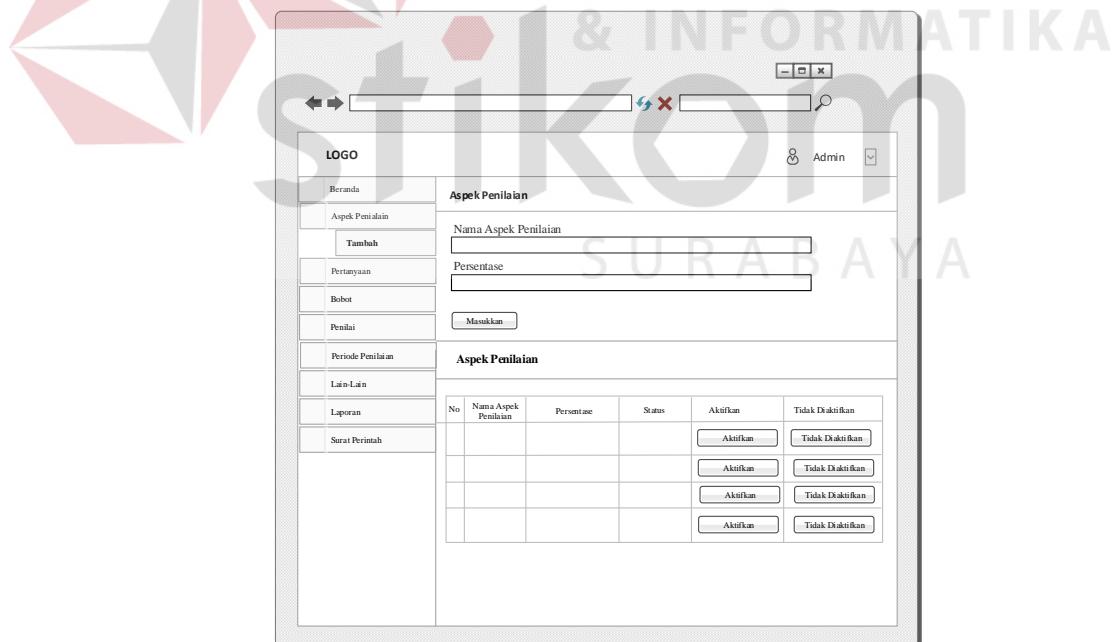 & INFORMATIKA
stikom
SURABAYA
LOGO
Admin
Beranda
Aspek Penialain
Tambah
Pertanyaan
Bobot
Penilai
Periode Penilaian
Lain-Lain
Laporan
Surat Perintah
Aspek Penilaian
Nama Aspek Penilaian
Persentase
Masukkan
Aspek Penilaian
No
Nama Aspek
Penilaian
Persentase
Status
Aktifkan
Tidak Diaktifkan
Aktifkan
Tidak Diaktifkan
Aktifkan
Tidak Diaktifkan
Aktifkan
Tidak Diaktifkan
Aktifkan
Tidak Diaktifkan